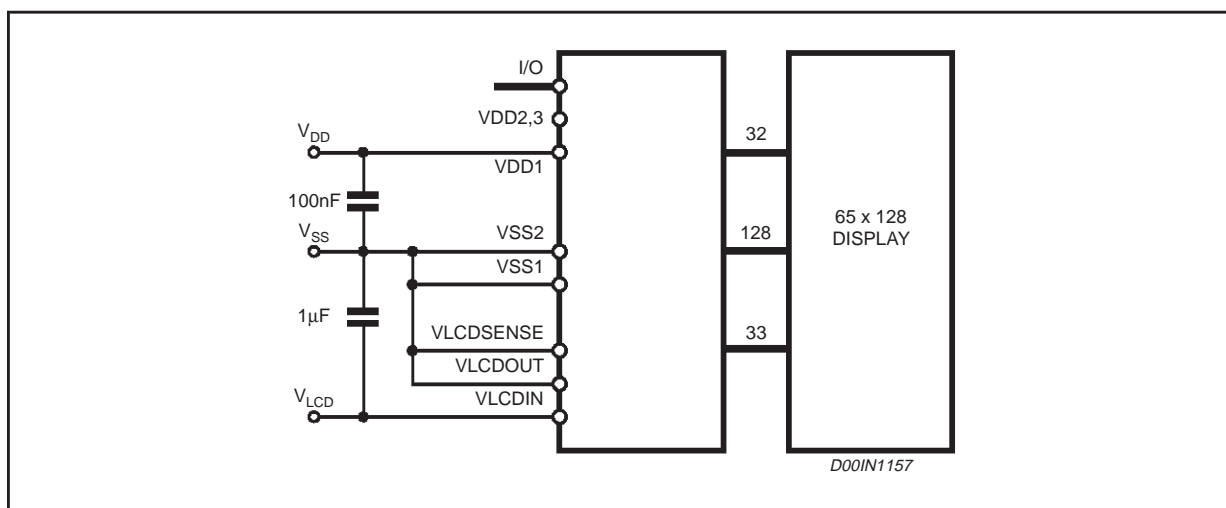 I/O
VDD2,3
VDD1
VSS2
VSS1
VLCDSENSE
VLCDOUT
VLCDIN
VDD
100nF
VSS
1μF
VLCD
32
128
33
65 x 128
DISPLAY
D00IN1157